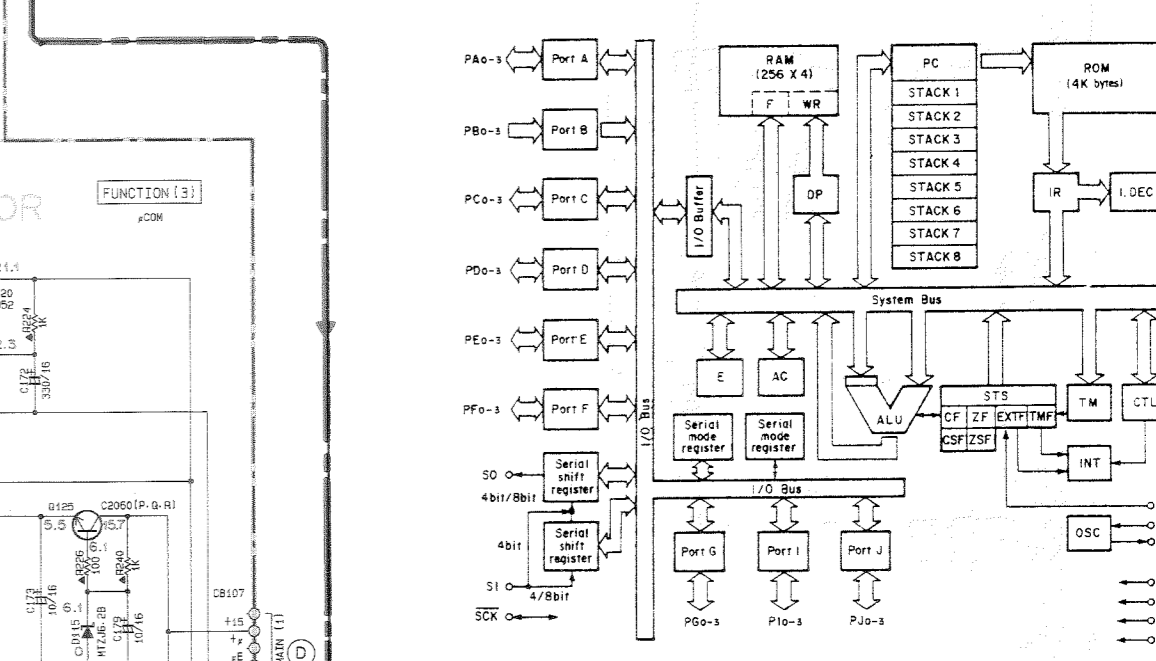 OR
FUNCTION (3)
µCOM
R224
1K
C172
330/16
Q125
C2060(P.Q.R)
5.5
15.7
6.1
R226
100
R240
1K
C173
10/16
6.1
D115
MTZJ6.2B
C179
10/16
CB107
+15
MAIN (1)
D
PA0-3
Port A
PB0-3
Port B
PC0-3
Port C
PD0-3
Port D
PE0-3
Port E
PF0-3
Port F
SO
Serial
shift
register
4bit/8bit
4bit
Serial
shift
register
SI
4/8bit
SCK
I/O Bus
I/O Buffer
RAM
(256 X 4)
F
WR
DP
PC
STACK 1
STACK 2
STACK 3
STACK 4
STACK 5
STACK 6
STACK 7
STACK 8
ROM
(4K bytes)
IR
I. DEC
System Bus
E
AC
ALU
STS
CF
ZF
EXTF
TMF
CSF
ZSF
TM
CTL
INT
OSC
Serial
mode
register
Serial
mode
register
I/O Bus
Port G
Port I
Port J
PG0-3
PI0-3
PJ0-3